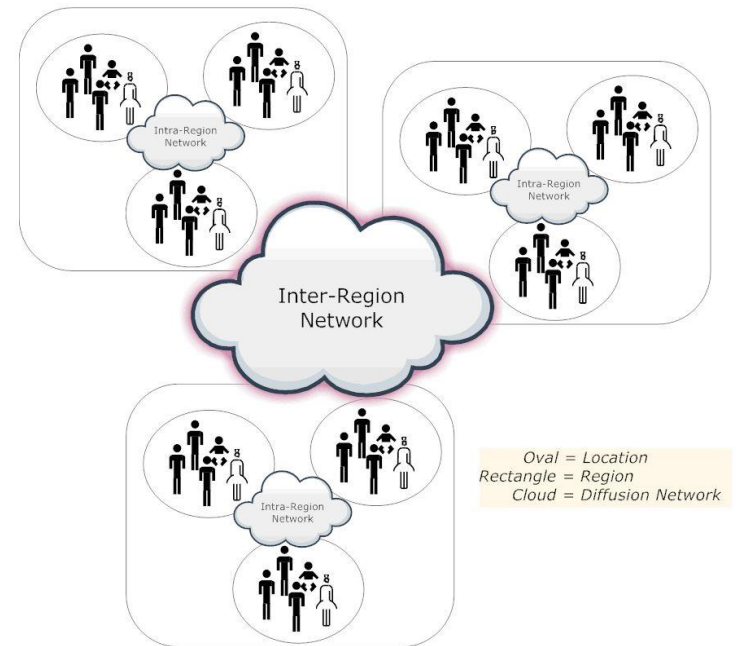 Intra-Region
Network
Intra-Region
Network
Inter-Region
Network
Intra-Region
Network
Oval = Location
Rectangle = Region
Cloud = Diffusion Network